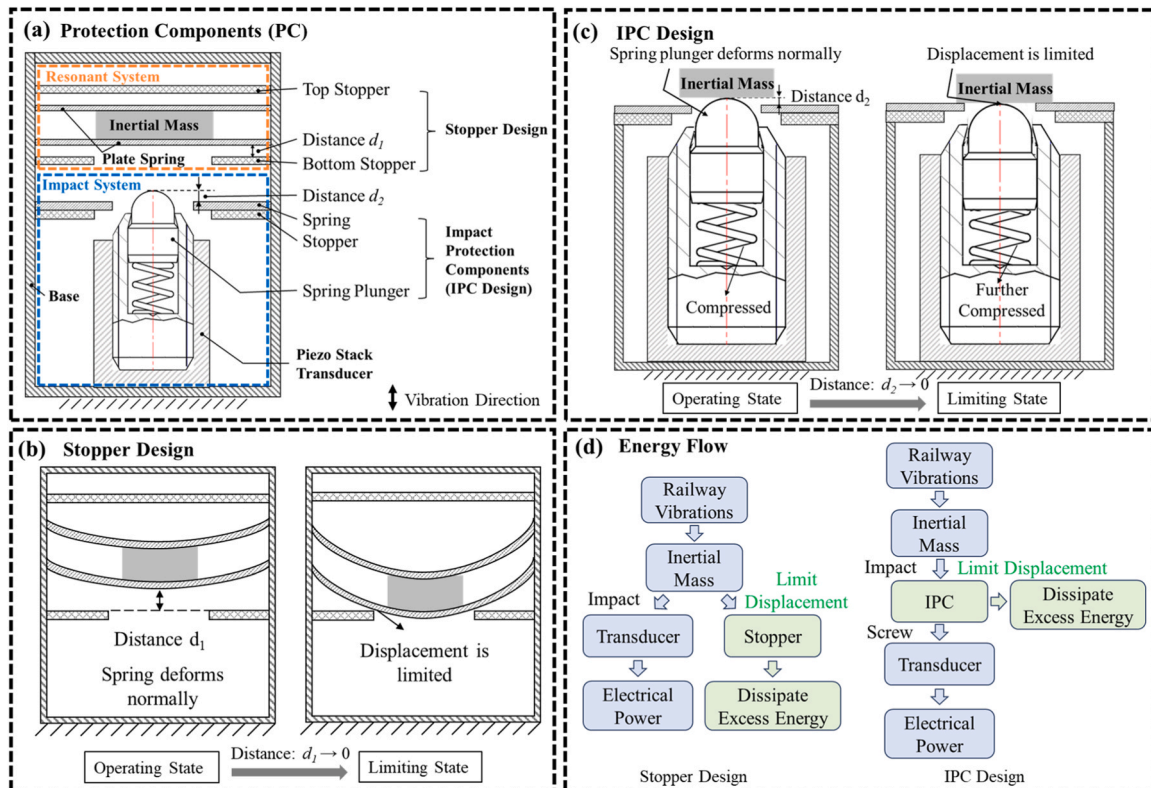 (a) Protection Components (PC)
Resonant System
Top Stopper
Inertial Mass
Stopper Design
Distance d1
Plate Spring
Bottom Stopper
Impact System
Distance d2
Spring
Stopper
Impact
Protection
Components
(IPC Design)
Base
Spring Plunger
Piezo Stack
Transducer
Vibration Direction
(b) Stopper Design
Distance d1
Spring deforms
normally
Displacement is
limited
Operating State
Distance: d1→ 0
Limiting State
(c) IPC Design
Spring plunger deforms normally
Displacement is limited
Inertial Mass
Distance d2
Inertial Mass
Compressed
Further
Compressed
Operating State
Distance: d2→ 0
Limiting State
(d) Energy Flow
Railway
Vibrations
Inertial
Mass
Impact
Limit
Displacement
Transducer
Stopper
Electrical
Power
Dissipate
Excess Energy
Stopper Design
Railway
Vibrations
Inertial
Mass
Impact
Limit Displacement
IPC
Dissipate
Excess Energy
Screw
Transducer
Electrical
Power
IPC Design